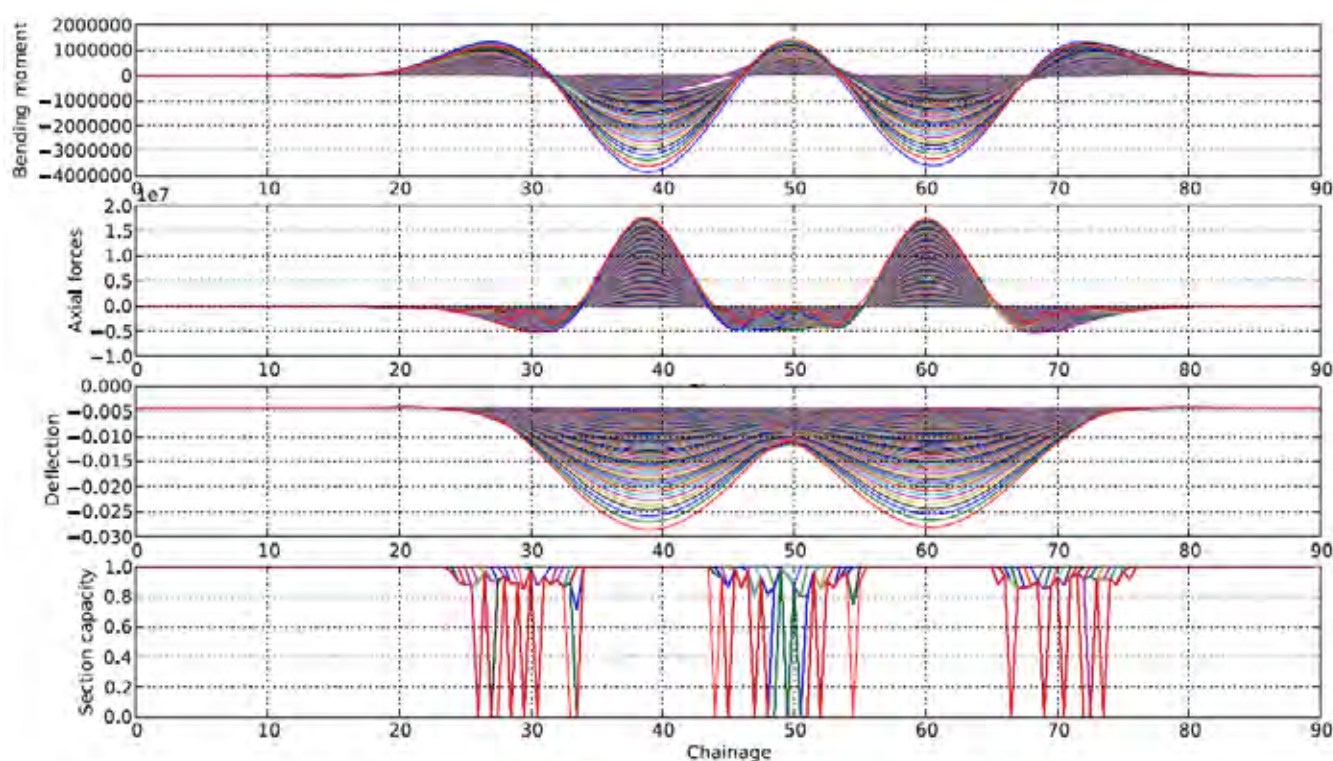 2000000
1000000
0
−1000000
−2000000
−3000000
−4000000
Bending moment
0 10 20 30 40 50 60 70 80 90
1e7
2.0
1.5
1.0
0.5
0.0
−0.5
−1.0
Axial forces
0 10 20 30 40 50 60 70 80 90
0.000
−0.005
−0.010
−0.015
−0.020
−0.025
−0.030
Deflection
0 10 20 30 40 50 60 70 80 90
1.0
0.8
0.6
0.4
0.2
0.0
Section capacity
0 10 20 30 40 50 60 70 80 90
Chainage